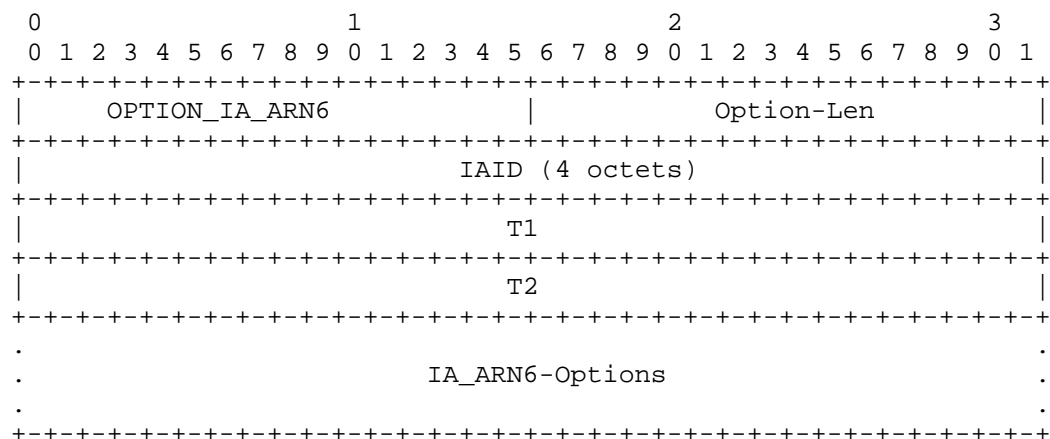 0                   1                   2                   3
 0 1 2 3 4 5 6 7 8 9 0 1 2 3 4 5 6 7 8 9 0 1 2 3 4 5 6 7 8 9 0 1
+-+-+-+-+-+-+-+-+-+-+-+-+-+-+-+-+-+-+-+-+-+-+-+-+-+-+-+-+-+-+-+-+
|     OPTION_IA_ARN6            |           Option-Len          |
+-+-+-+-+-+-+-+-+-+-+-+-+-+-+-+-+-+-+-+-+-+-+-+-+-+-+-+-+-+-+-+-+
|                           IAID (4 octets)                     |
+-+-+-+-+-+-+-+-+-+-+-+-+-+-+-+-+-+-+-+-+-+-+-+-+-+-+-+-+-+-+-+-+
|                              T1                               |
+-+-+-+-+-+-+-+-+-+-+-+-+-+-+-+-+-+-+-+-+-+-+-+-+-+-+-+-+-+-+-+-+
|                              T2                               |
+-+-+-+-+-+-+-+-+-+-+-+-+-+-+-+-+-+-+-+-+-+-+-+-+-+-+-+-+-+-+-+-+
.                                                               .
.                         IA_ARN6-Options                       .
.                                                               .
+-+-+-+-+-+-+-+-+-+-+-+-+-+-+-+-+-+-+-+-+-+-+-+-+-+-+-+-+-+-+-+-+